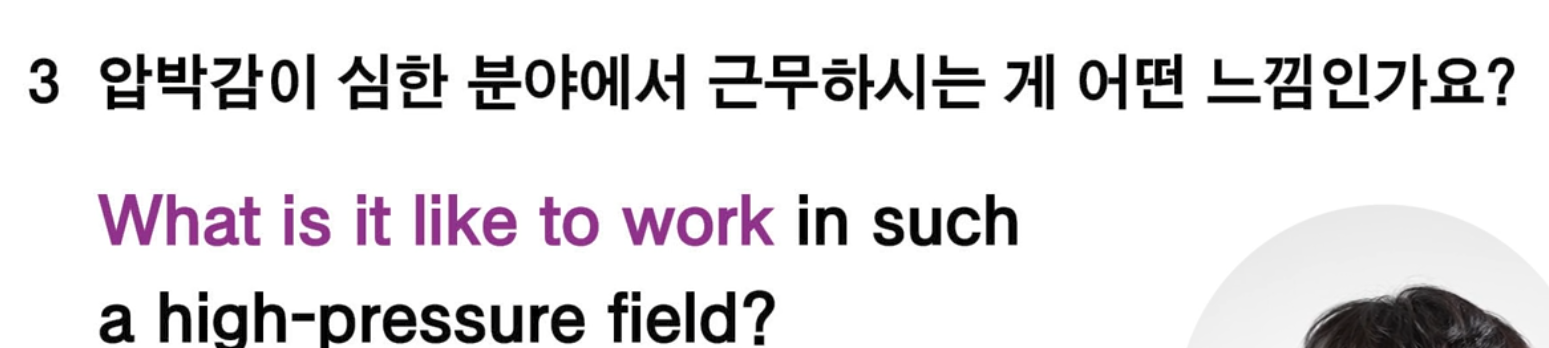 3 압박감이 심한 분야에서 근무하시는 게 어떤 느낌인가요?
What is it like to work in such
a high-pressure field?